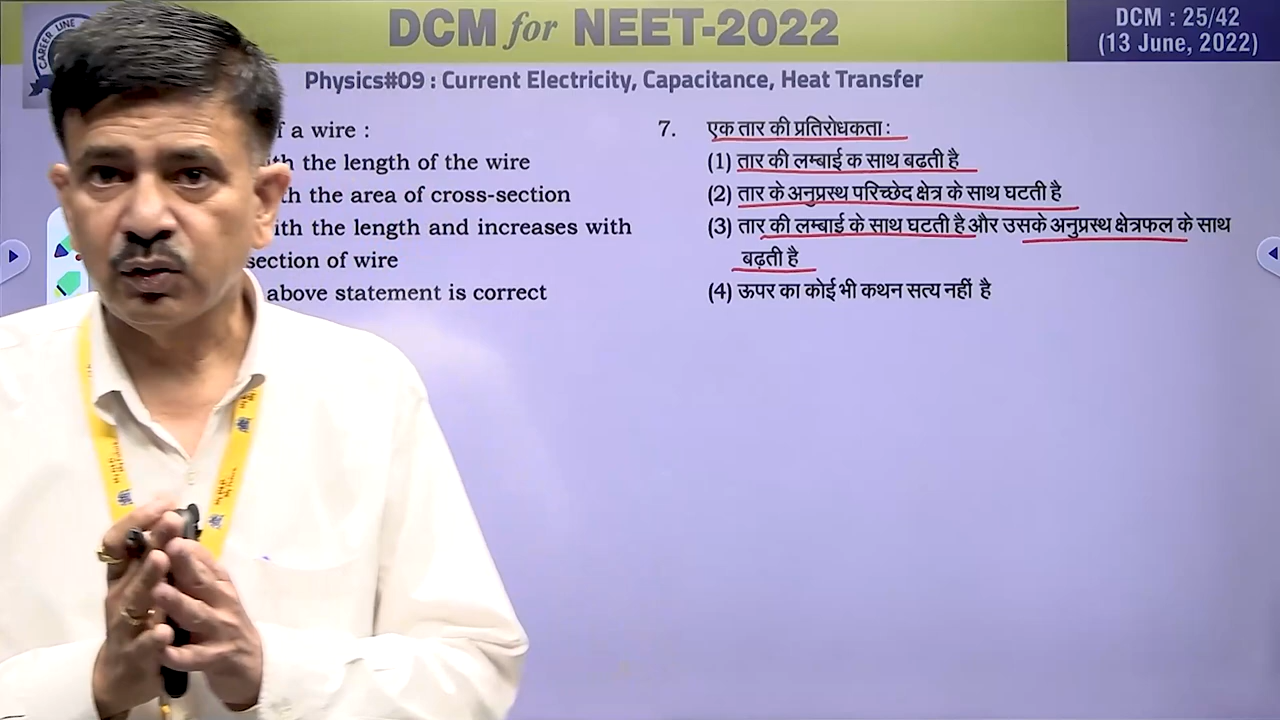 DCM for NEET-2022
DCM : 25/42
(13 June, 2022)
CAREER LINE
Physics#09 : Current Electricity, Capacitance, Heat Transfer
f a wire :
th the length of the wire
th the area of cross-section
ith the length and increases with
section of wire
above statement is correct
7. एक तार की प्रतिरोधकता :
(1) तार की लम्बाई क साथ बढती है
(2) तार के अनुप्रस्थ परिच्छेद क्षेत्र के साथ घटती है
(3) तार की लम्बाई के साथ घटती है और उसके अनुप्रस्थ क्षेत्रफल के साथ
बढ़ती है
(4) ऊपर का कोई भी कथन सत्य नहीं है